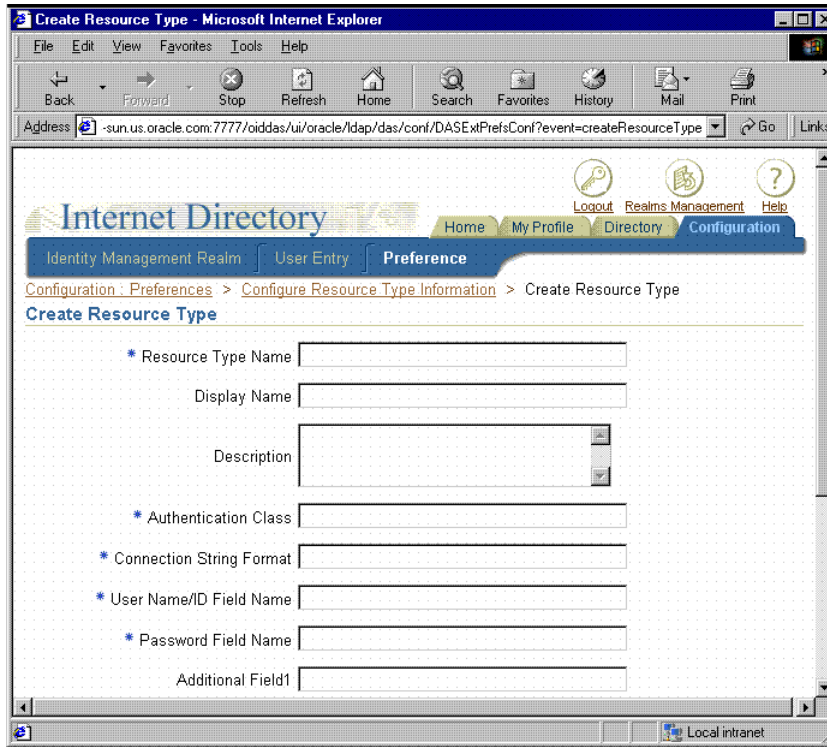 Create Resource Type - Microsoft Internet Explorer
File Edit View Favorites Tools Help
Back Forward Stop Refresh Home Search Favorites History Mail Print
Address -sun.us.oracle.com:7777/oiddas/ui/oracle/ldap/das/conf/DASExtPrefsConf?event=createResourceType Go Links
Internet Directory
Logout Realms Management Help
Home My Profile Directory Configuration
Identity Management Realm User Entry Preference
Configuration : Preferences > Configure Resource Type Information > Create Resource Type
Create Resource Type
* Resource Type Name
Display Name
Description
* Authentication Class
* Connection String Format
* User Name/ID Field Name
* Password Field Name
Additional Field1
Local intranet